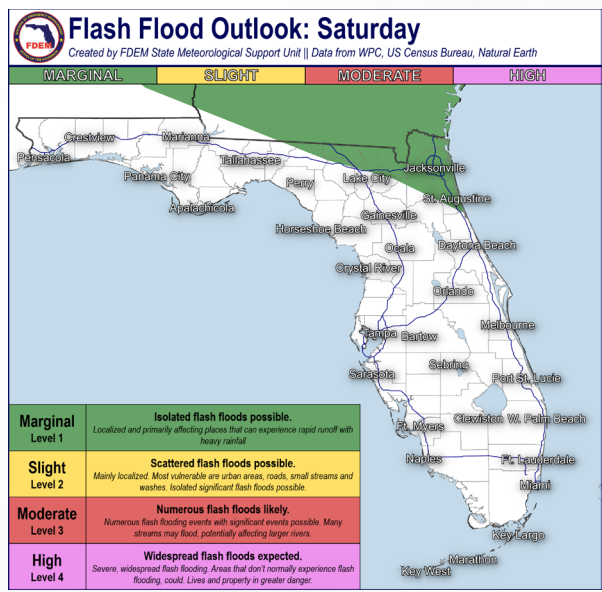 Flash Flood Outlook: Saturday
Created by FDEM State Meteorological Support Unit || Data from WPC, US Census Bureau, Natural Earth
FDEM
MARGINAL
SLIGHT
MODERATE
HIGH
Crestview
Marianna
Pensacola
Tallanassee
Jacksonville
Panama City
Perry
Lake City
St. Augustine
Apalachicola
Gainesville
Horseshoe Beach
Ocala
Daytona Beach
Crystal River
Orlando
Tampa
Bartow
Melbourne
Sarasota
Sebring
Port St. Lucie
Ft. Myers
Clewiston
W. Palm Beach
Naples
Ft. Lauderdale
Miami
Key Largo
Marathon
Key West
Marginal
Level 1
Isolated flash floods possible.
Localized and primarily affecting places that can experience rapid runoff with
heavy rainfall
Slight
Level 2
Scattered flash floods possible.
Mainly localized. Most vulnerable are urban areas, roads, small streams and
washes. Isolated significant flash floods possible.
Moderate
Level 3
Numerous flash floods likely.
Numerous flash flooding events with significant events possible. Many
streams may flood, potentially affecting larger rivers.
High
Level 4
Widespread flash floods expected.
Severe, widespread flash flooding. Areas that don't normally experience flash
flooding, could. Lives and property in greater danger.